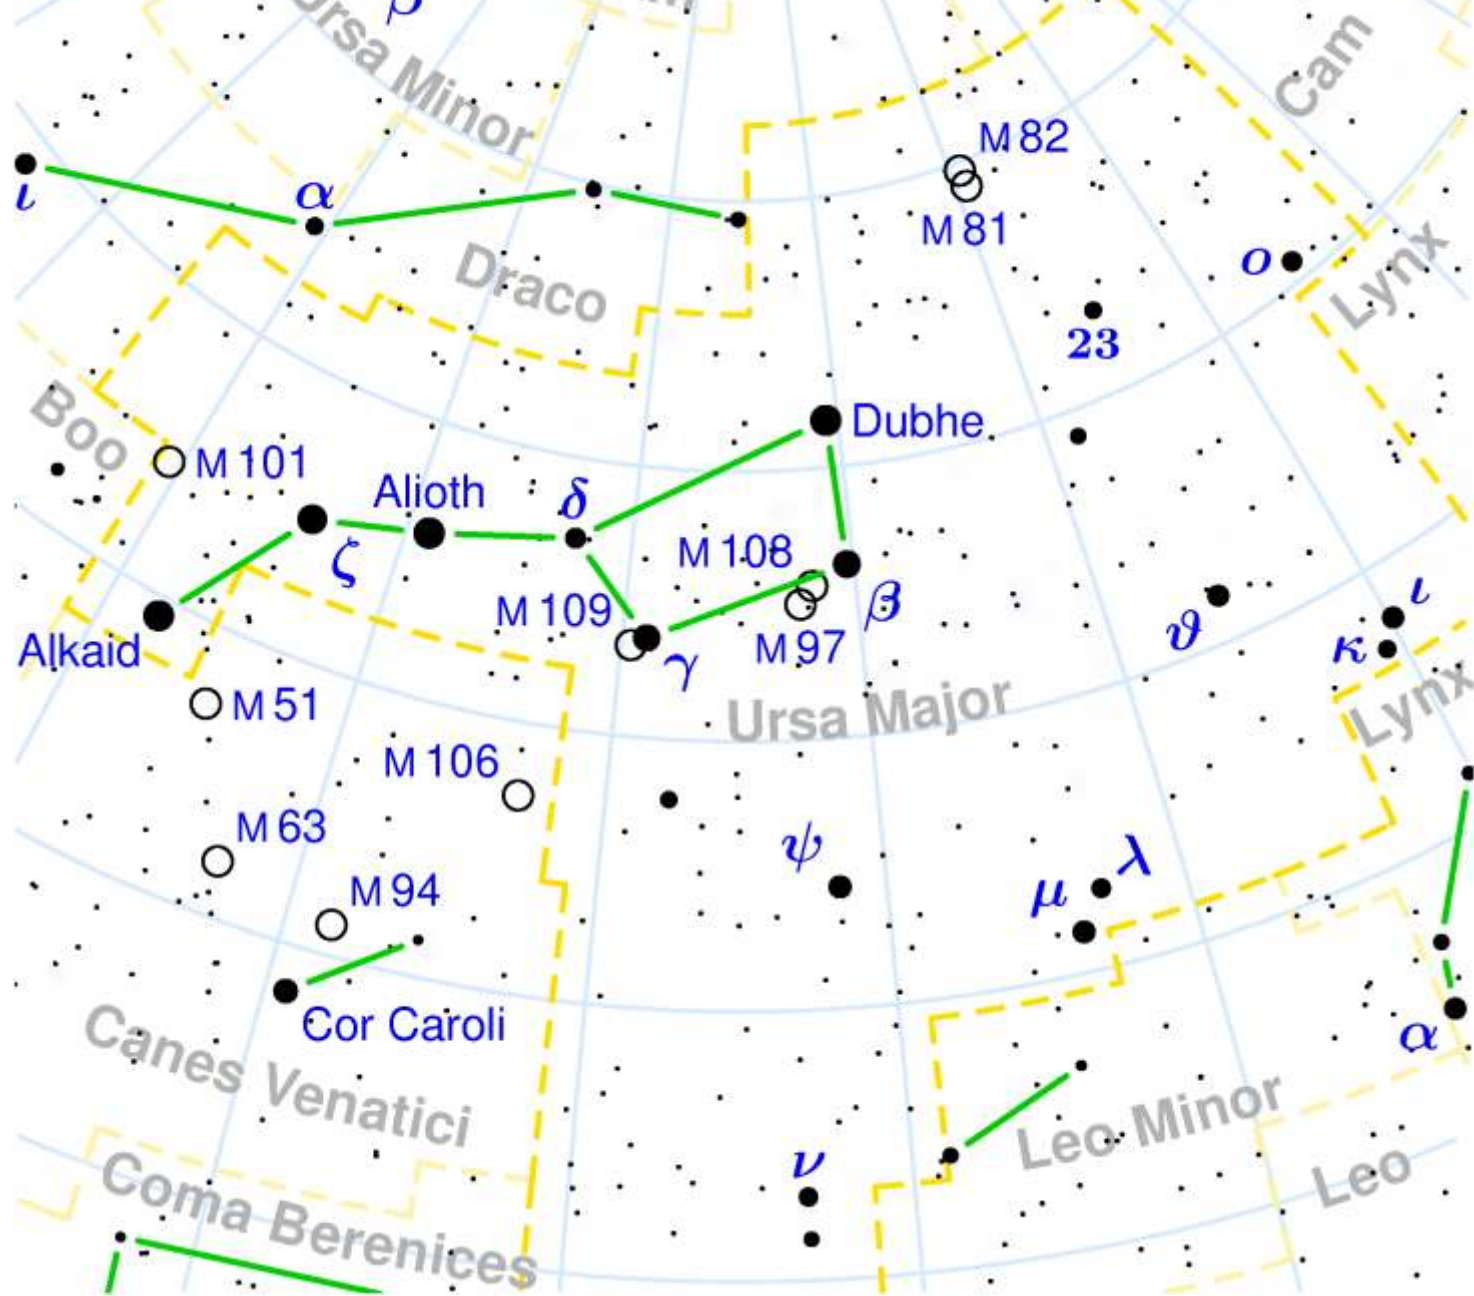 β
Ursa Minor
Cam
M 82
ι
α
M 81
ο
Draco
Lynx
23
Boo
Dubhe
M 101
Alioth
δ
ζ
M 108
β
M 109
ι
Alkaid
M 97
ϑ
κ
γ
M 51
Ursa Major
Lynx
M 106
M 63
ψ
λ
M 94
μ
Cor Caroli
α
Canes Venatici
Leo Minor
ν
Leo
Coma Berenices